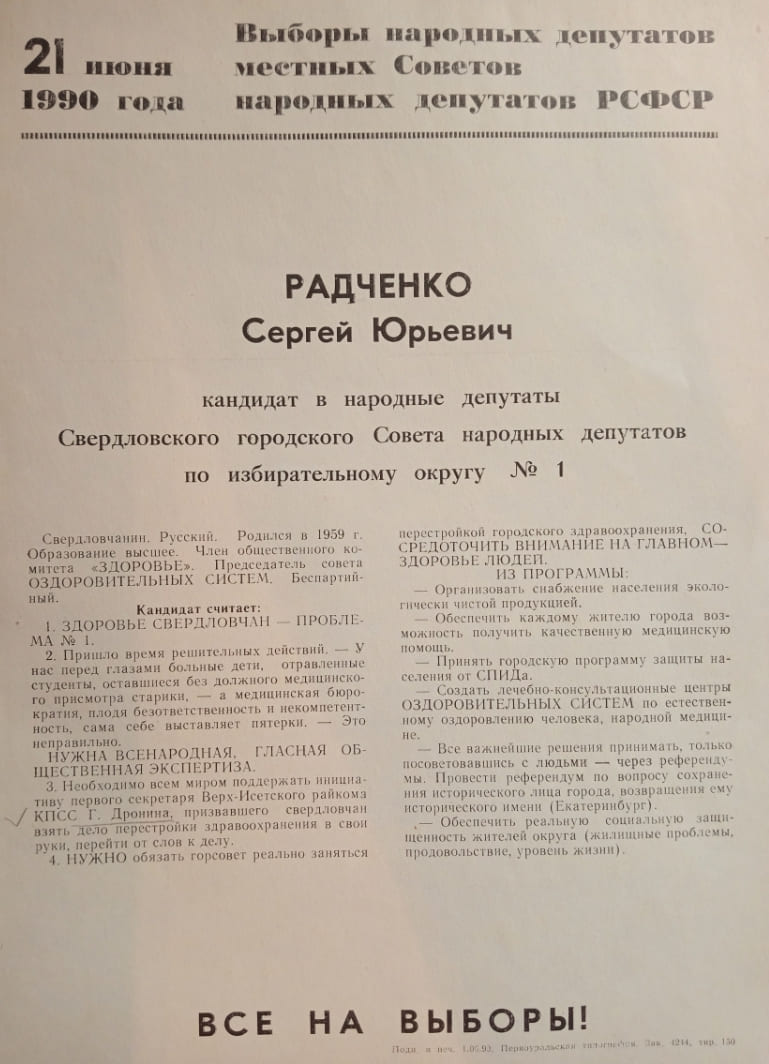 21 июня
1990 года
Выборы народных депутатов
местных Советов
народных депутатов РСФСР
РАДЧЕНКО
Сергей Юрьевич
кандидат в народные депутаты
Свердловского городского Совета народных депутатов
по избирательному округу № 1
Свердловчанин. Русский. Родился в 1959 г.
Образование высшее. Член общественного ко-
митета «ЗДОРОВЬЕ». Председатель совета
ОЗДОРОВИТЕЛЬНЫХ СИСТЕМ. Беспартий-
ный.
Кандидат считает:
1. ЗДОРОВЬЕ СВЕРДЛОВЧАН — ПРОБЛЕ-
МА № 1.
2. Пришло время решительных действий. — У
нас перед глазами больные дети, отравленные
студенты, оставшиеся без должного медицинско-
го присмотра старики, — а медицинская бюро-
кратия, плодя безответственность и некомпетент-
ность, сама себе выставляет пятерки. — Это
неправильно.
НУЖНА ВСЕНАРОДНАЯ, ГЛАСНАЯ ОБ-
ЩЕСТВЕННАЯ ЭКСПЕРТИЗА.
3. Необходимо всем миром поддержать инициа-
тиву первого секретаря Верх-Исетского райкома
КПСС Г. Дронина, призвавшего свердловчан
взять дело перестройки здравоохранения в свои
руки, перейти от слов к делу.
4. НУЖНО обязать горсовет реально заняться
перестройкой городского здравоохранения, СО-
СРЕДОТОЧИТЬ ВНИМАНИЕ НА ГЛАВНОМ—
ЗДОРОВЬЕ ЛЮДЕЙ.
ИЗ ПРОГРАММЫ:
— Организовать снабжение населения эколо-
гически чистой продукцией.
— Обеспечить каждому жителю города воз-
можность получить качественную медицинскую
помощь.
— Принять городскую программу защиты на-
селения от СПИДа.
— Создать лечебно-консультационные центры
ОЗДОРОВИТЕЛЬНЫХ СИСТЕМ по естествен-
ному оздоровлению человека, народной медици-
не.
— Все важнейшие решения принимать, только
посоветовавшись с людьми — через референду-
мы. Провести референдум по вопросу сохране-
ния исторического лица города, возвращения ему
исторического имени (Екатеринбург).
— Обеспечить реальную социальную защи-
щенность жителей округа (жилищные проблемы,
продовольствие, уровень жизни).
ВСЕ НА ВЫБОРЫ!
Подп. в печ. Первоуральская типография. Зак. 4244, тир. 150